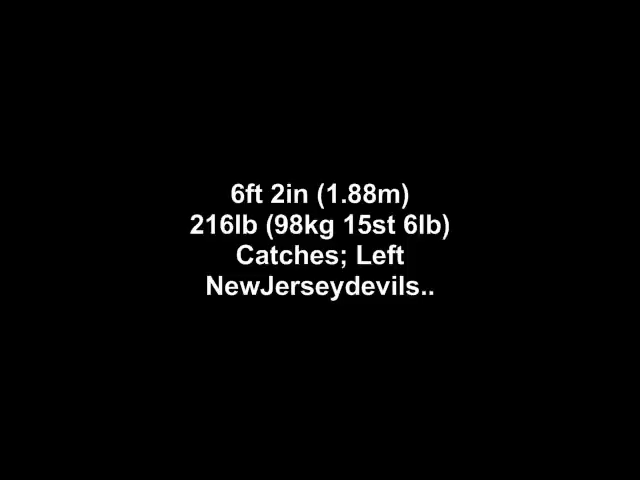 6ft 2in (1.88m)
216lb (98kg 15st 6lb)
Catches; Left
NewJerseydevils..